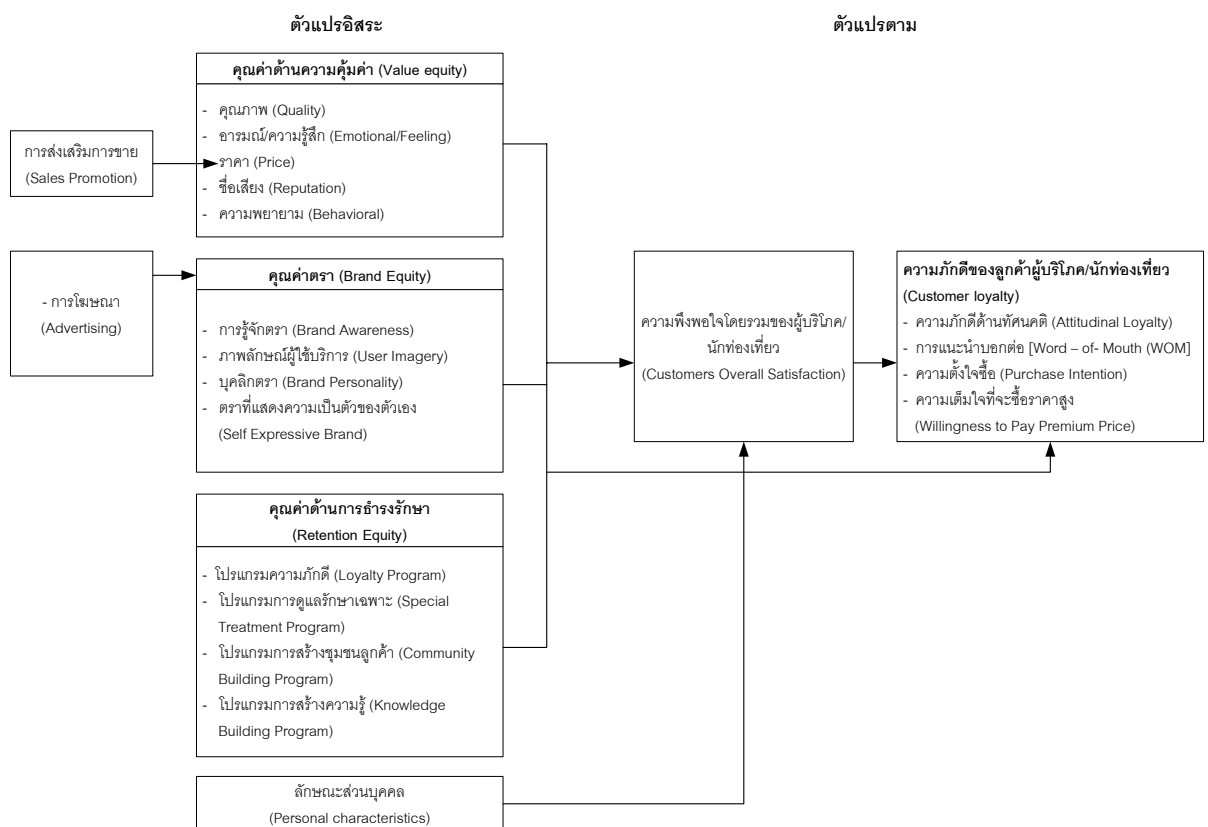 ตัวแปรอิสระ
ตัวแปรตาม
คุณค่าด้านความคุ้มค่า (Value equity)
- คุณภาพ (Quality)
- อารมณ์/ความรู้สึก (Emotional/Feeling)
- ราคา (Price)
- ชื่อเสียง (Reputation)
- ความพยายาม (Behavioral)
การส่งเสริมการขาย
(Sales Promotion)
- การโฆษณา
(Advertising)
คุณค่าตรา (Brand Equity)
- การรู้จักตรา (Brand Awareness)
- ภาพลักษณ์ผู้ใช้บริการ (User Imagery)
- บุคลิกตรา (Brand Personality)
- ตราที่แสดงความเป็นตัวของตัวเอง
(Self Expressive Brand)
คุณค่าด้านการธำรงรักษา
(Retention Equity)
- โปรแกรมความภักดี (Loyalty Program)
- โปรแกรมการดูแลรักษาเฉพาะ (Special
Treatment Program)
- โปรแกรมการสร้างชุมชนลูกค้า (Community
Building Program)
- โปรแกรมการสร้างความรู้ (Knowledge
Building Program)
ลักษณะส่วนบุคคล
(Personal characteristics)
ความพึงพอใจโดยรวมของผู้บริโภค/
นักท่องเที่ยว
(Customers Overall Satisfaction)
ความภักดีของลูกค้าผู้บริโภค/นักท่องเที่ยว
(Customer loyalty)
- ความภักดีด้านทัศนคติ (Attitudinal Loyalty)
- การแนะนำบอกต่อ [Word – of- Mouth (WOM]
- ความตั้งใจซื้อ (Purchase Intention)
- ความเต็มใจที่จะซื้อราคาสูง
(Willingness to Pay Premium Price)